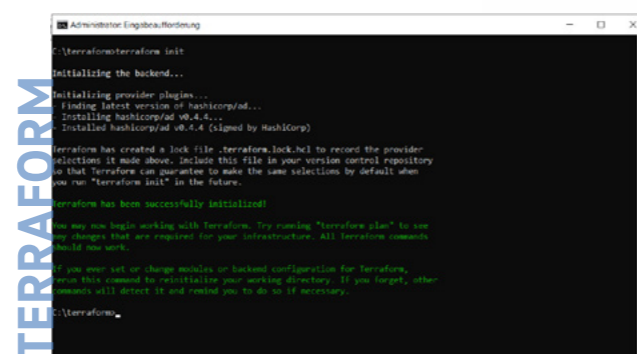 TERRAFORM
Administrator: Eingabeaufforderung
C:\terraform>terraform init
Initializing the backend...
Initializing provider plugins...
- Finding latest version of hashicorp/ad...
- Installing hashicorp/ad v0.4.4...
- Installed hashicorp/ad v0.4.4 (signed by HashiCorp)
Terraform has created a lock file .terraform.lock.hcl to record the provider
selections it made above. Include this file in your version control repository
so that Terraform can guarantee to make the same selections by default when
you run "terraform init" in the future.
Terraform has been successfully initialized!
You may now begin working with Terraform. Try running "terraform plan" to see
any changes that are required for your infrastructure. All Terraform commands
should now work.
If you ever set or change modules or backend configuration for Terraform,
rerun this command to reinitialize your working directory. If you forget, other
commands will detect it and remind you to do so if necessary.
C:\terraform>_